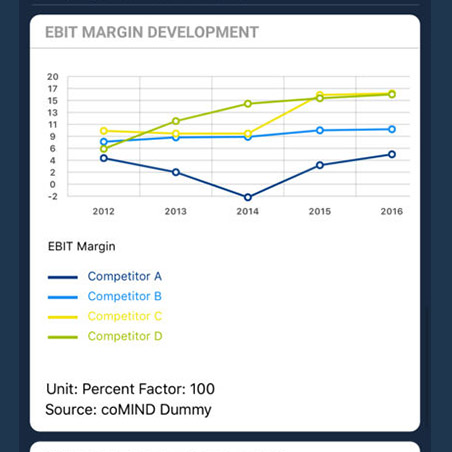 EBIT MARGIN DEVELOPMENT
20
17
15
13
11
9
6
4
2
0
-2
2012 2013 2014 2015 2016
EBIT Margin
Competitor A
Competitor B
Competitor C
Competitor D
Unit: Percent Factor: 100
Source: coMIND Dummy